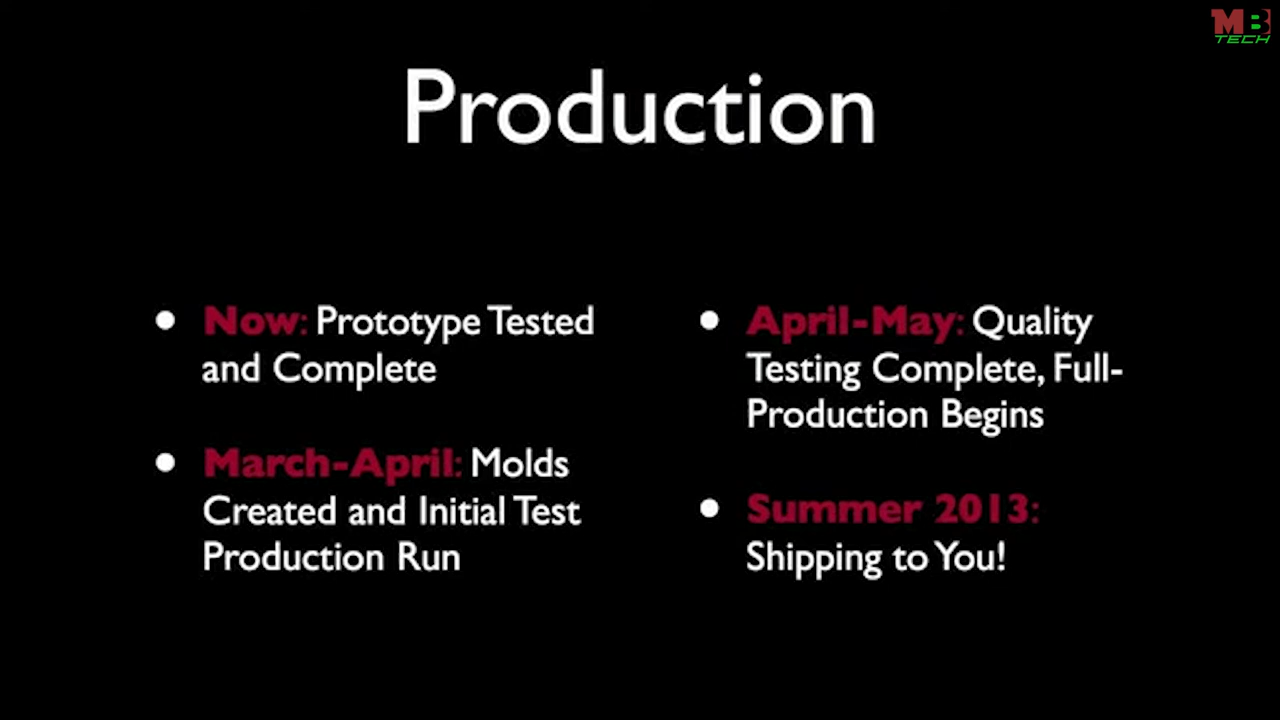 MB
TECH
Production
• Now: Prototype Tested
and Complete
• March-April: Molds
Created and Initial Test
Production Run
• April-May: Quality
Testing Complete, Full-
Production Begins
• Summer 2013:
Shipping to You!